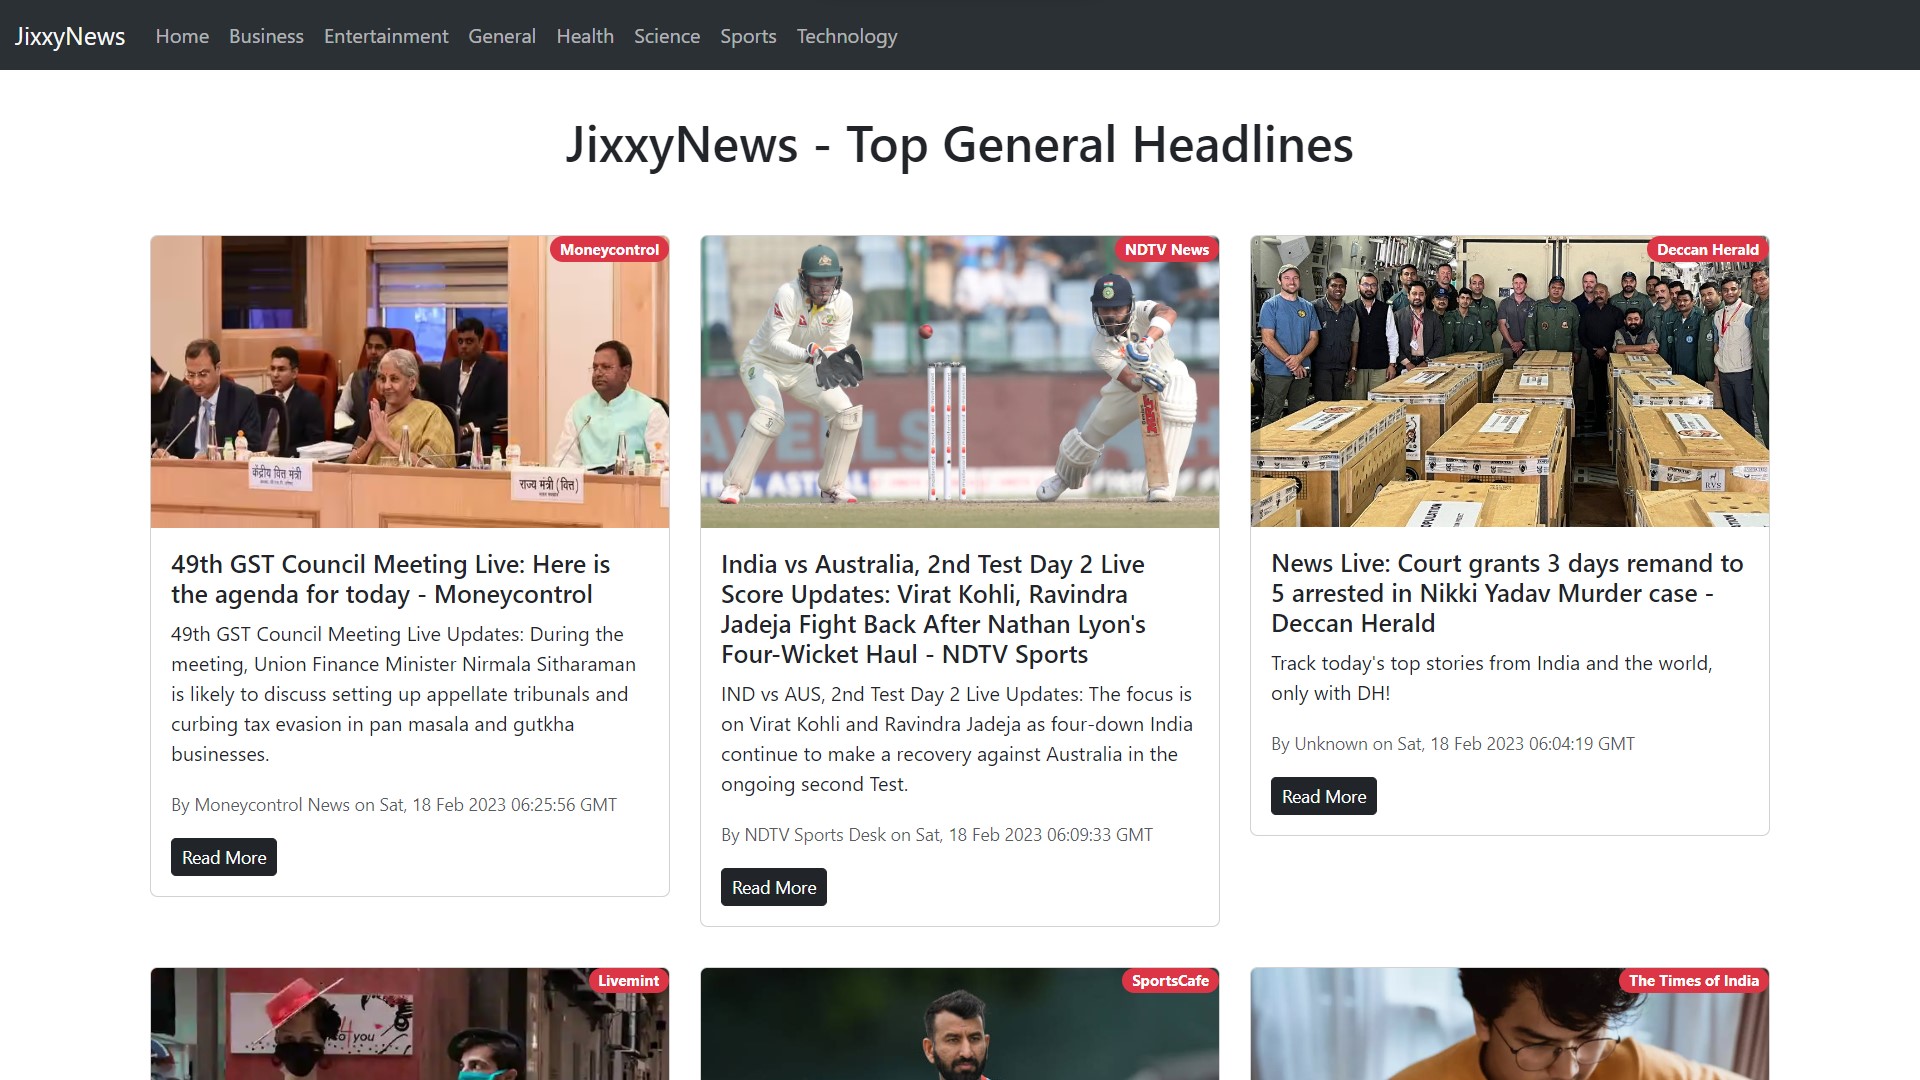 JixxyNews Home Business Entertainment General Health Science Sports Technology
JixxyNews - Top General Headlines
Moneycontrol
केंद्रीय वित्त मंत्री
राज्य मंत्री (वित्त)
49th GST Council Meeting Live: Here is
the agenda for today - Moneycontrol
49th GST Council Meeting Live Updates: During the
meeting, Union Finance Minister Nirmala Sitharaman
is likely to discuss setting up appellate tribunals and
curbing tax evasion in pan masala and gutkha
businesses.
By Moneycontrol News on Sat, 18 Feb 2023 06:25:56 GMT
Read More
NDTV News
India vs Australia, 2nd Test Day 2 Live
Score Updates: Virat Kohli, Ravindra
Jadeja Fight Back After Nathan Lyon's
Four-Wicket Haul - NDTV Sports
IND vs AUS, 2nd Test Day 2 Live Updates: The focus is
on Virat Kohli and Ravindra Jadeja as four-down India
continue to make a recovery against Australia in the
ongoing second Test.
By NDTV Sports Desk on Sat, 18 Feb 2023 06:09:33 GMT
Read More
Deccan Herald
RVS
News Live: Court grants 3 days remand to
5 arrested in Nikki Yadav Murder case -
Deccan Herald
Track today's top stories from India and the world,
only with DH!
By Unknown on Sat, 18 Feb 2023 06:04:19 GMT
Read More
Livemint
you
SportsCafe
The Times of India